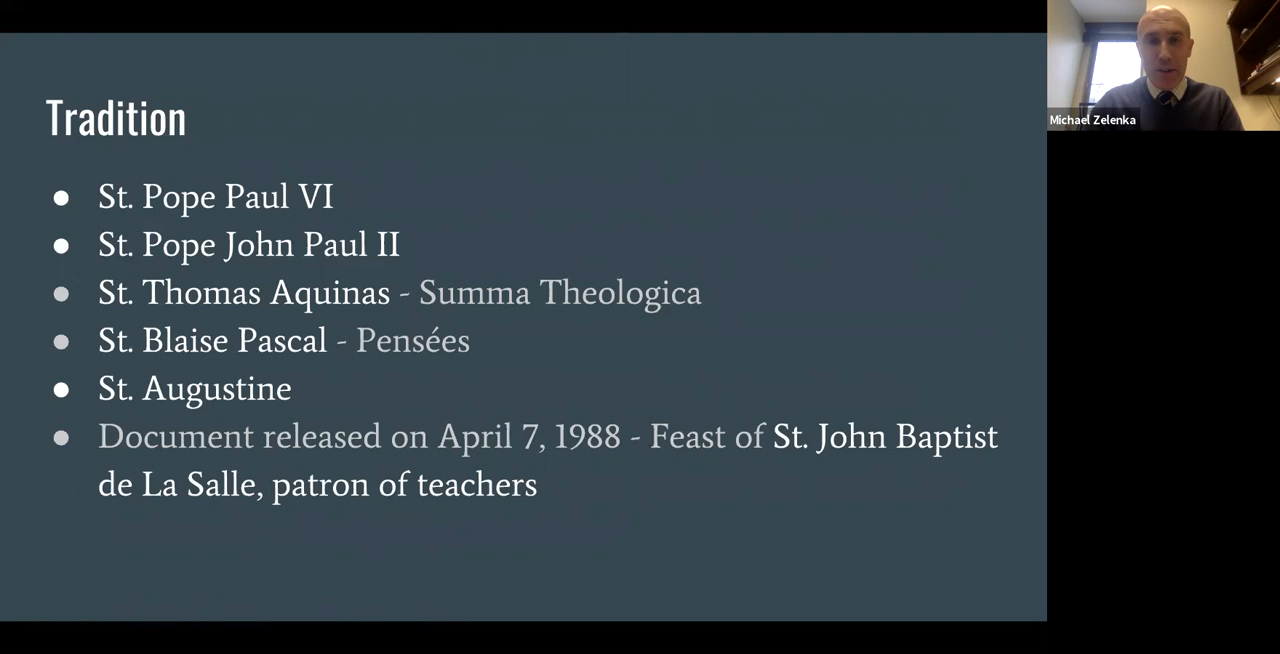 Tradition
● St. Pope Paul VI
● St. Pope John Paul II
● St. Thomas Aquinas - Summa Theologica
● St. Blaise Pascal - Pensées
● St. Augustine
● Document released on April 7, 1988 - Feast of St. John Baptist
de La Salle, patron of teachers
Michael Zelenka